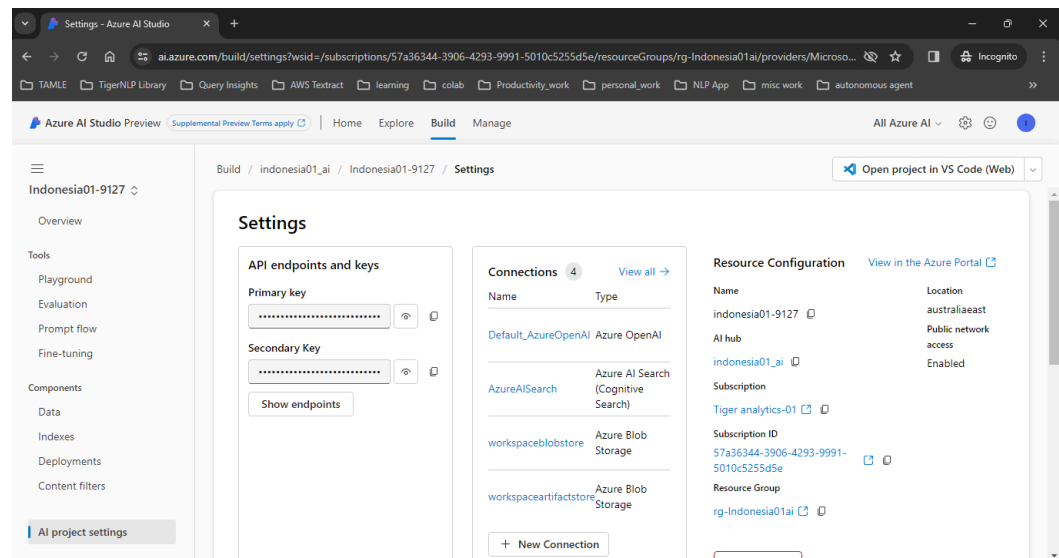 Settings - Azure AI Studio
ai.azure.com/build/settings?wsid=/subscriptions/57a36344-3906-4293-9991-5010c5255d5e/resourceGroups/rg-Indonesia01ai/providers/Microso...
Incognito
TAMLE TigerNLP Library Query Insights AWS Textract learning colab Productivity_work personal_work NLP App misc work autonomous agent
Azure AI Studio Preview Supplemental Preview Terms apply Home Explore Build Manage All Azure AI
Indonesia01-9127
Overview
Tools
Playground
Evaluation
Prompt flow
Fine-tuning
Components
Data
Indexes
Deployments
Content filters
AI project settings
Build / indonesia01_ai / Indonesia01-9127 / Settings
Open project in VS Code (Web)
Settings
API endpoints and keys
Primary key
Secondary Key
Show endpoints
Connections 4 View all →
Name Type
Default_AzureOpenAI Azure OpenAI
AzureAISearch Azure AI Search
(Cognitive
Search)
workspaceblobstore Azure Blob
Storage
workspaceartifactstore Azure Blob
Storage
+ New Connection
Resource Configuration View in the Azure Portal
Name
indonesia01-9127
AI hub
indonesia01_ai
Subscription
Tiger analytics-01
Subscription ID
57a36344-3906-4293-9991-
5010c5255d5e
Resource Group
rg-Indonesia01ai
Location
australiaeast
Public network
access
Enabled